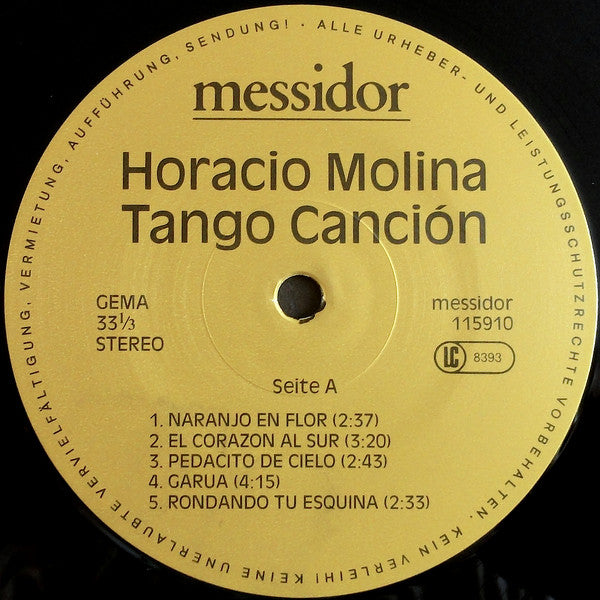 messidor
Horacio Molina
Tango Canción
GEMA
33⅓
STEREO
messidor
115910
LC 8393
Seite A
1. NARANJO EN FLOR (2:37)
2. EL CORAZON AL SUR (3:20)
3. PEDACITO DE CIELO (2:43)
4. GARUA (4:15)
5. RONDANDO TU ESQUINA (2:33)
ALLE URHEBER- UND LEISTUNGSSCHUTZRECHTE VORBEHALTEN. KEIN VERLEIH! KEINE UNERLAUBTE VERVIELFÄLTIGUNG, VERMIETUNG, AUFFÜHRUNG, SENDUNG! ·